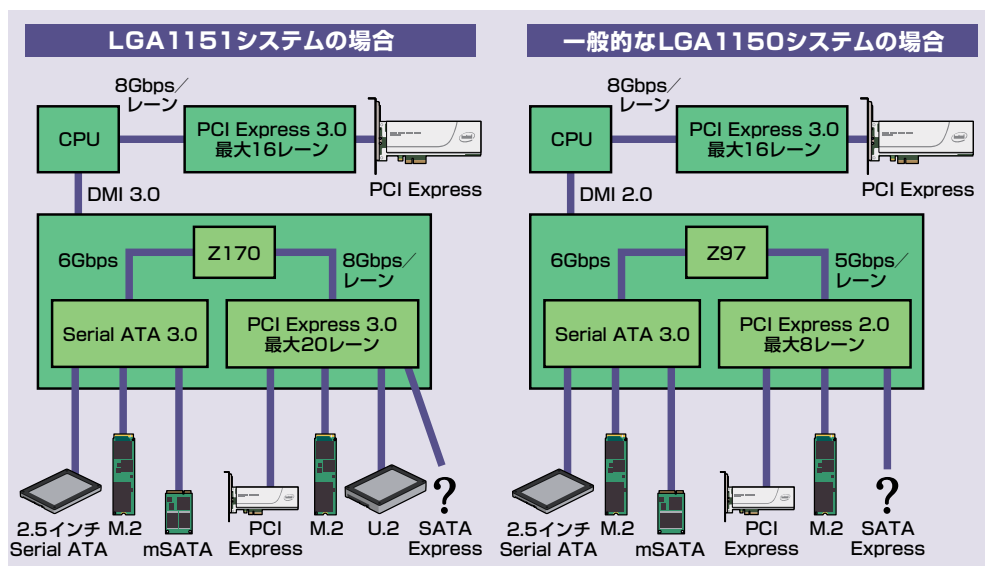 LGA1151システムの場合
8Gbps／
レーン
CPU
PCI Express 3.0
最大16レーン
PCI Express
DMI 3.0
6Gbps
Z170
8Gbps／
レーン
Serial ATA 3.0
PCI Express 3.0
最大20レーン
2.5インチ
Serial ATA
M.2
mSATA
PCI
Express
M.2
U.2
?
SATA
Express
一般的なLGA1150システムの場合
8Gbps／
レーン
CPU
PCI Express 3.0
最大16レーン
PCI Express
DMI 2.0
6Gbps
Z97
5Gbps／
レーン
Serial ATA 3.0
PCI Express 2.0
最大8レーン
2.5インチ
Serial ATA
M.2
mSATA
PCI
Express
M.2
?
SATA
Express